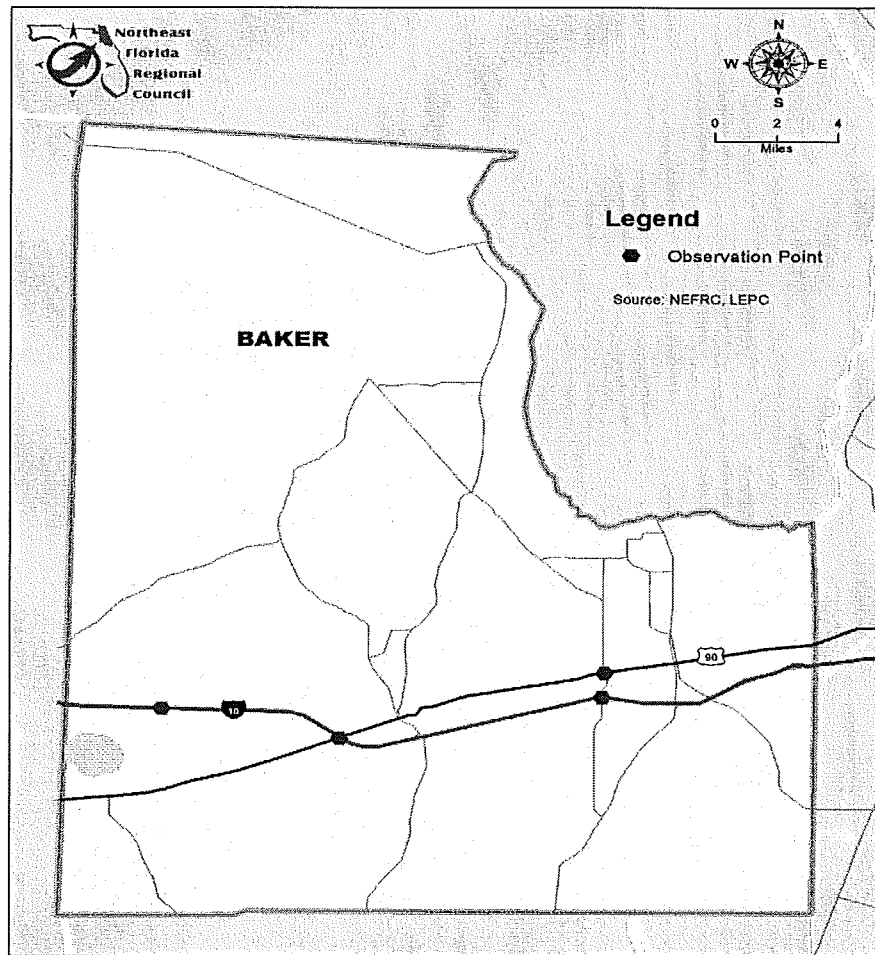 Northeast
Florida
Regional
Council
N
W
E
S
0 2 4
Miles
Legend
Observation Point
Source: NEFRC, LEPC
BAKER
90
10